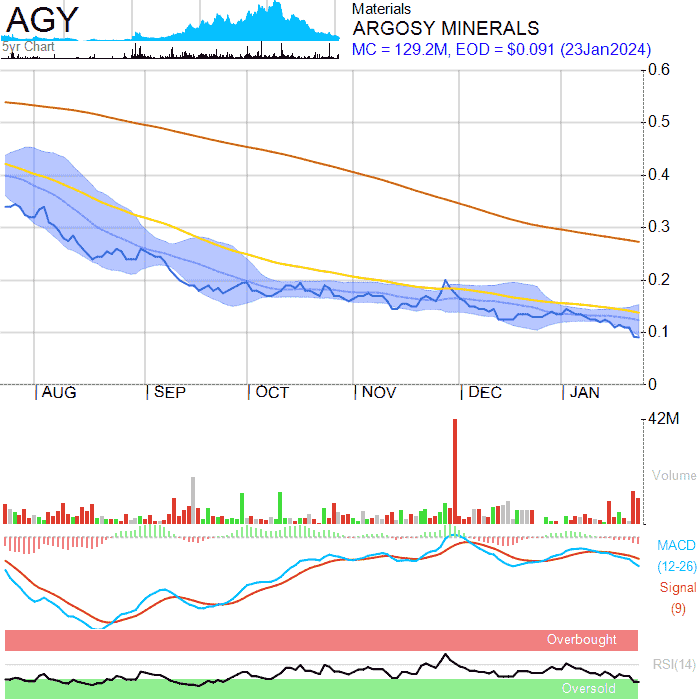 AGY
Materials
ARGOSY MINERALS
5yr Chart
MC = 129.2M, EOD = $0.091 (23Jan2024)
0.6
0.5
0.4
0.3
0.2
0.1
0
AUG SEP OCT NOV DEC JAN
42M
Volume
MACD
(12-26)
Signal
(9)
Overbought
RSI(14)
Oversold